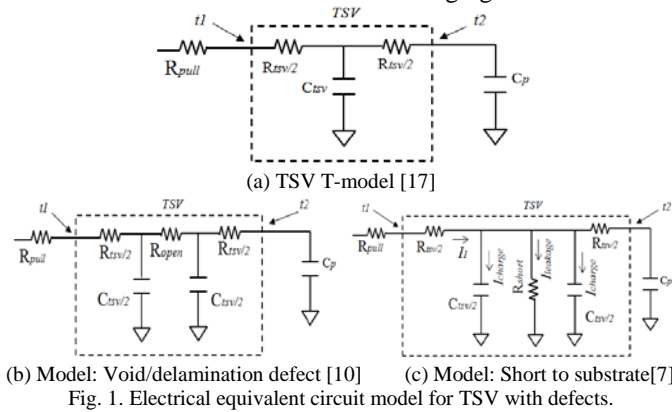 TSV
t1
t2
Rpull
Rtsv/2
Rtsv/2
Ctsv
Cp
(a) TSV T-model [17]
TSV
t1
t2
Rpull
Rtsv/2
Ropen
Rtsv/2
Ctsv/2
Ctsv/2
Cp
TSV
t1
t2
Rpull
Rtsv/2
I1
Icharge
Rshort
Ileakage
Icharge
Rtsv/2
Ctsv/2
Ctsv/2
Cp
(b) Model: Void/delamination defect [10]
(c) Model: Short to substrate[7]
Fig. 1. Electrical equivalent circuit model for TSV with defects.